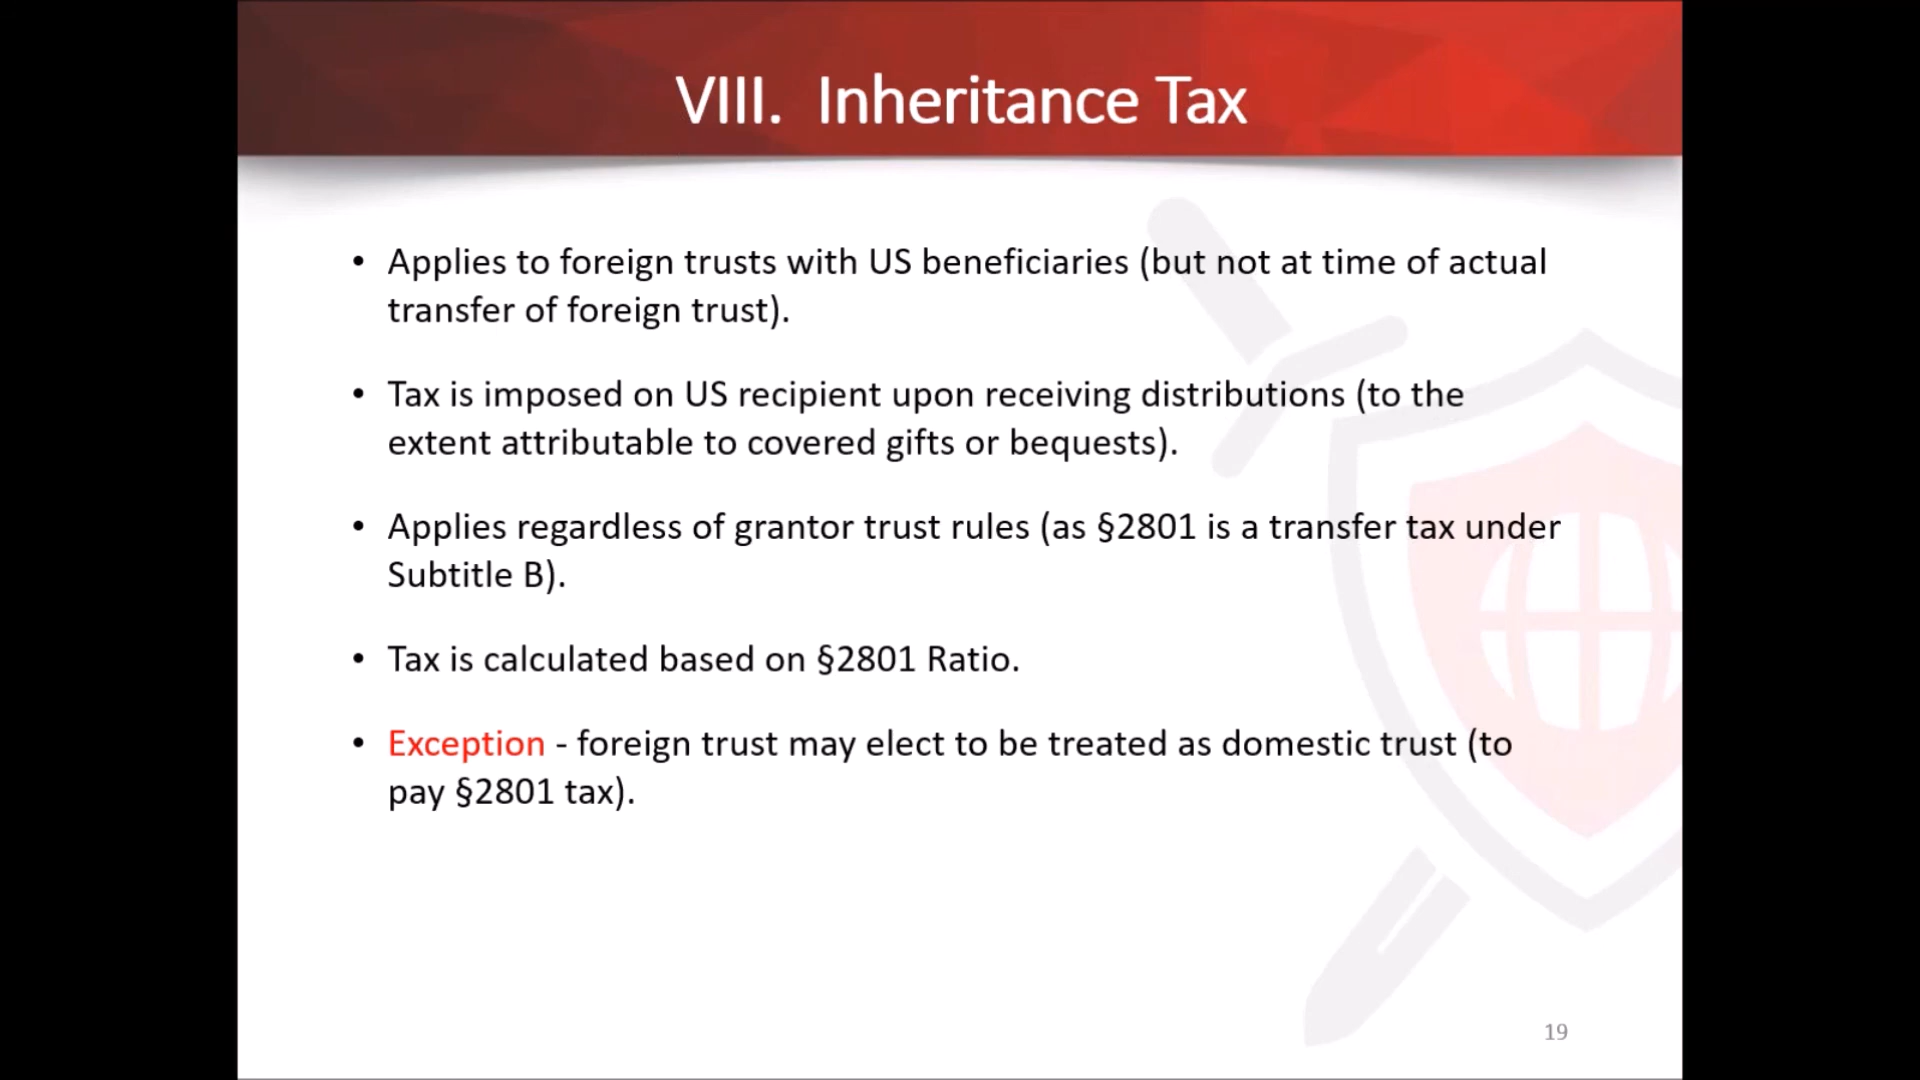 VIII. Inheritance Tax
• Applies to foreign trusts with US beneficiaries (but not at time of actual
transfer of foreign trust).
• Tax is imposed on US recipient upon receiving distributions (to the
extent attributable to covered gifts or bequests).
• Applies regardless of grantor trust rules (as §2801 is a transfer tax under
Subtitle B).
• Tax is calculated based on §2801 Ratio.
• Exception - foreign trust may elect to be treated as domestic trust (to
pay §2801 tax).
19